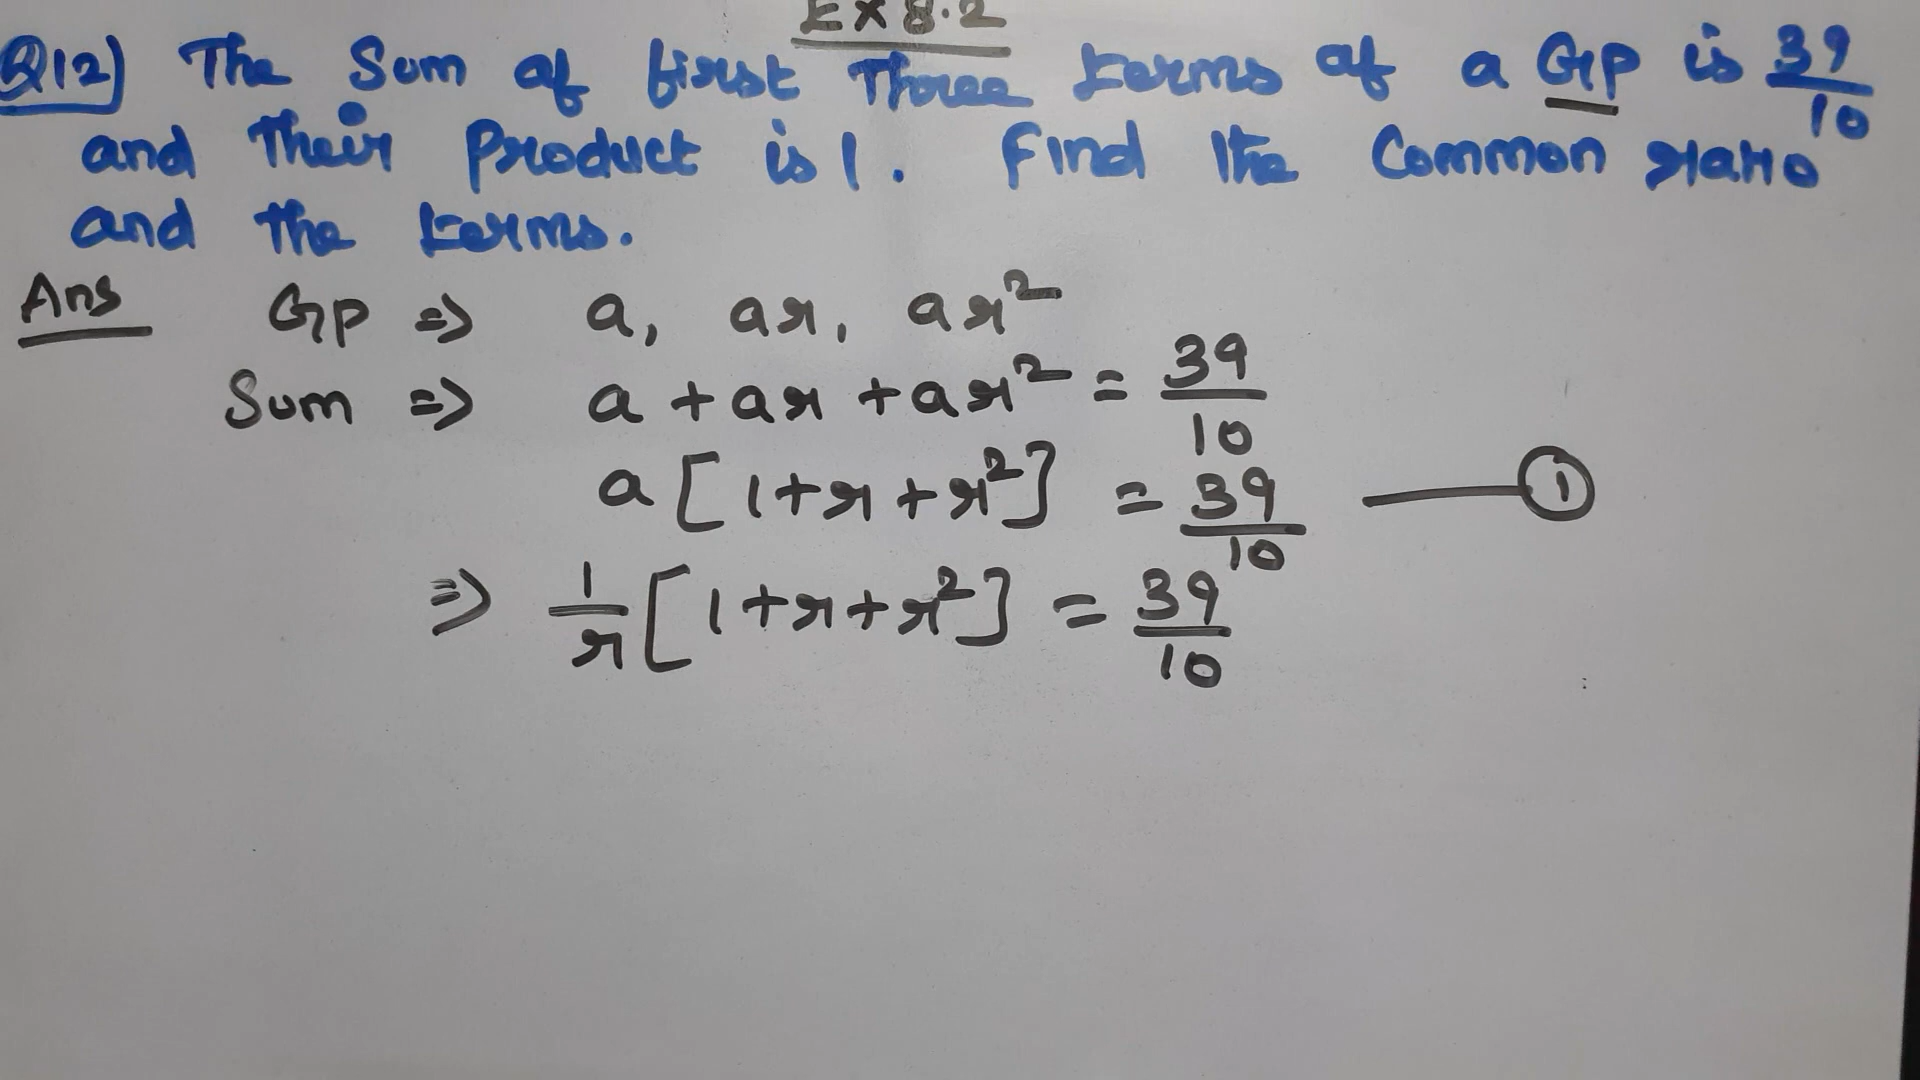 EX 8.2
Q12) The Sum of first Three terms of a GP is 39/10
and Their Product is 1. Find the Common ratio
and the terms.
Ans GP ⇒ a, ar, ar²
Sum ⇒ a + ar + ar² = 39/10
a [1+r+r²] = 39/10 — ①
⇒ 1/r [1+r+r²] = 39/10